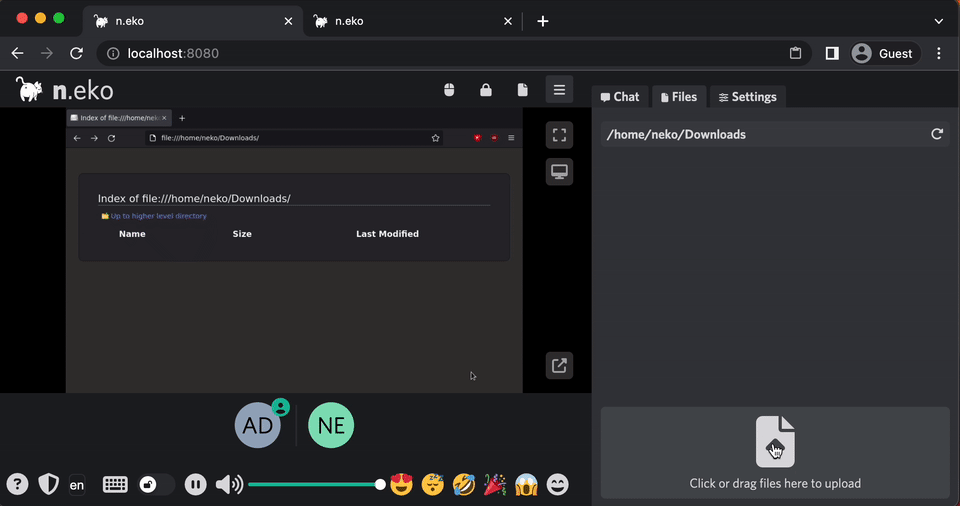 n.eko
n.eko
localhost:8080
Guest
n.eko
Chat
Files
Settings
Index of file:///home/nek
file:///home/neko/Downloads/
Index of file:///home/neko/Downloads/
Up to higher level directory
Name Size Last Modified
/home/neko/Downloads
Click or drag files here to upload
AD
NE
en